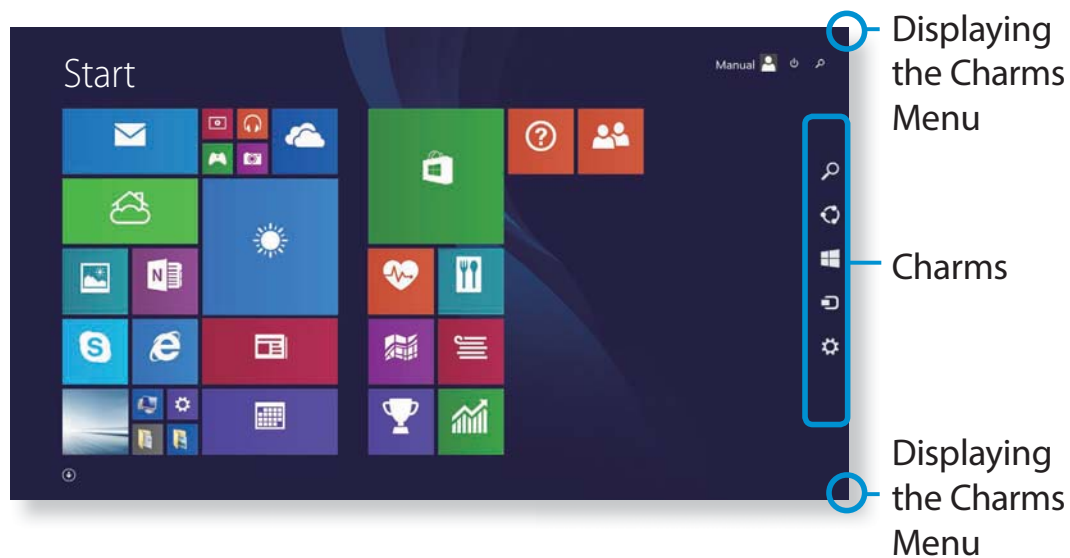 Start
Manual
Displaying
the Charms
Menu
Charms
Displaying
the Charms
Menu